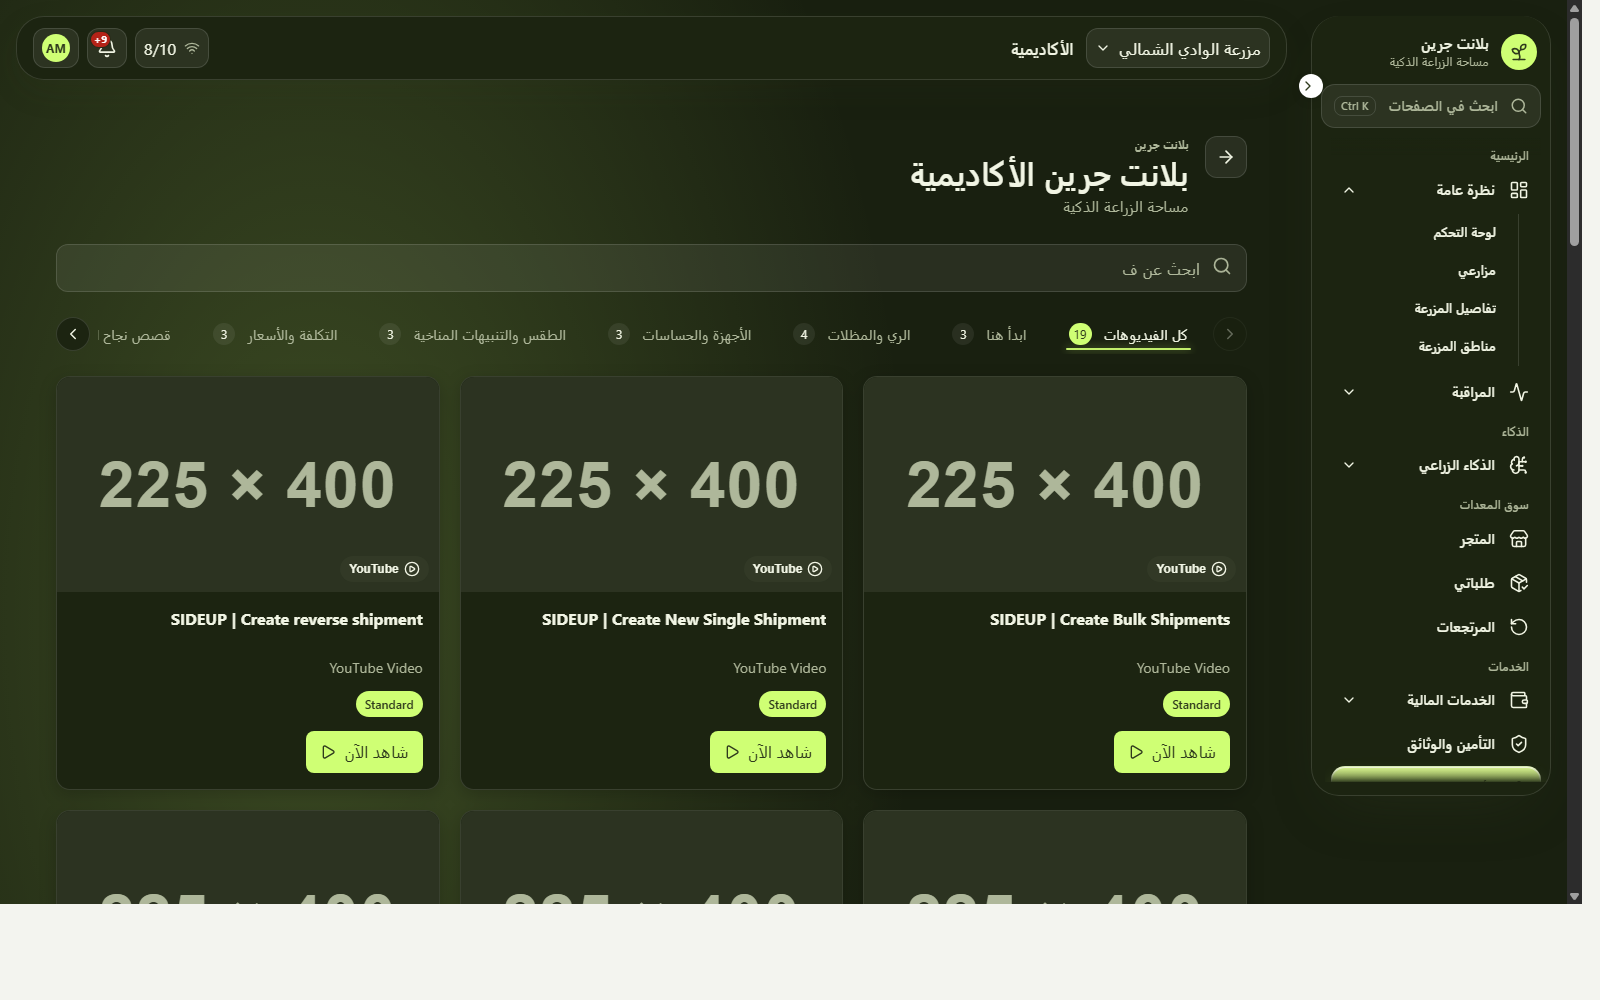 بلانت جرين
مساحة الزراعة الذكية
ابحث في الصفحات
Ctrl K
الرئيسية
نظرة عامة
لوحة التحكم
مزارعي
تفاصيل المزرعة
مناطق المزرعة
المراقبة
الذكاء
الذكاء الزراعي
سوق المعدات
المتجر
طلباتي
المرتجعات
الخدمات
الخدمات المالية
التأمين والوثائق
مزرعة الوادي الشمالي
الأكاديمية
8/10
+9
AM
بلانت جرين
بلانت جرين الأكاديمية
مساحة الزراعة الذكية
ابحث عن ف
كل الفيديوهات 19
ابدأ هنا 3
الري والمظلات 4
الأجهزة والحساسات 3
الطقس والتنبيهات المناخية 3
التكلفة والأسعار 3
قصص نجاح
400 × 225
YouTube
SIDEUP | Create Bulk Shipments
YouTube Video
Standard
شاهد الآن
400 × 225
YouTube
SIDEUP | Create New Single Shipment
YouTube Video
Standard
شاهد الآن
400 × 225
YouTube
SIDEUP | Create reverse shipment
YouTube Video
Standard
شاهد الآن